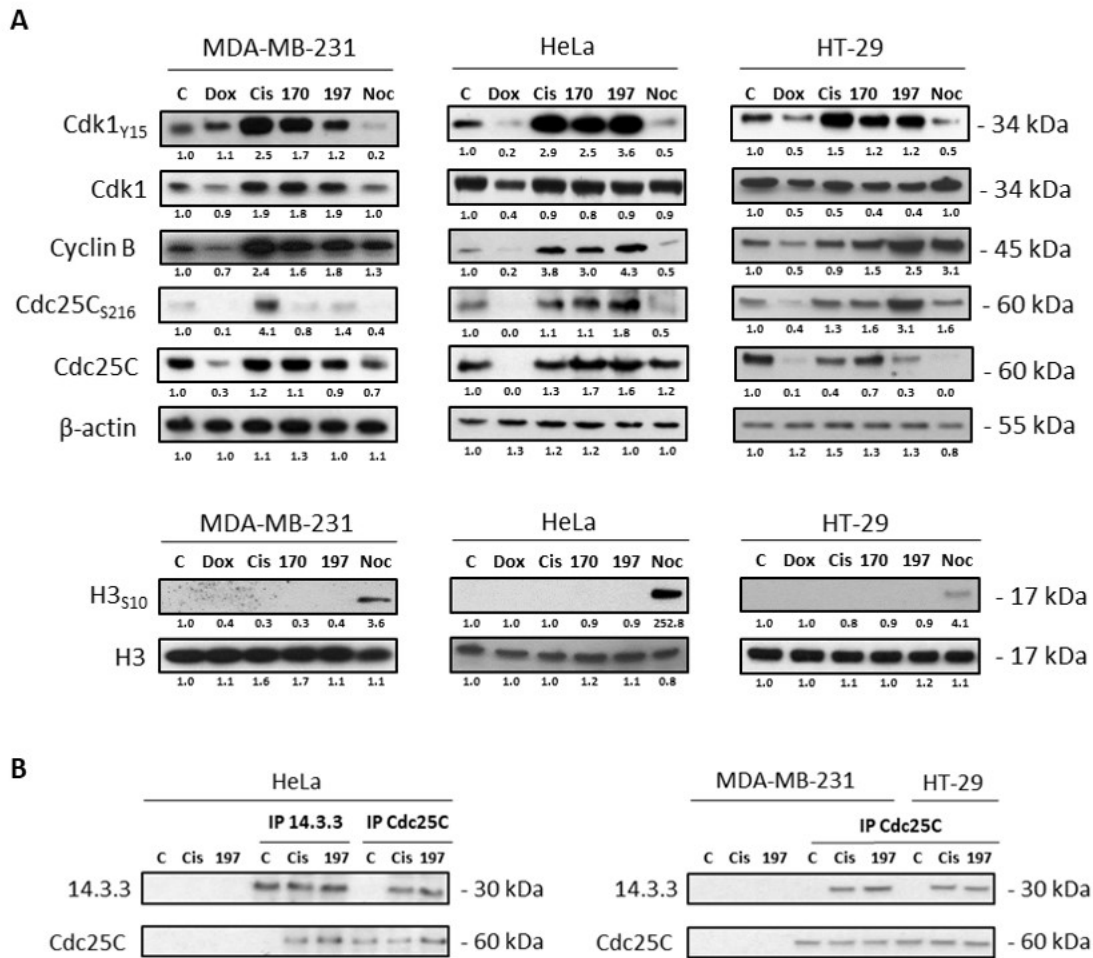 A
MDA-MB-231 HeLa HT-29
C Dox Cis 170 197 Noc C Dox Cis 170 197 Noc C Dox Cis 170 197 Noc
Cdk1Y15 - 34 kDa
1.0 1.1 2.5 1.7 1.2 0.2 1.0 0.2 2.9 2.5 3.6 0.5 1.0 0.5 1.5 1.2 1.2 0.5
Cdk1 - 34 kDa
1.0 0.9 1.9 1.8 1.9 1.0 1.0 0.4 0.9 0.8 0.9 0.9 1.0 0.5 0.5 0.4 0.4 1.0
Cyclin B - 45 kDa
1.0 0.7 2.4 1.6 1.8 1.3 1.0 0.2 3.8 3.0 4.3 0.5 1.0 0.5 0.9 1.5 2.5 3.1
Cdc25CS216 - 60 kDa
1.0 0.1 4.1 0.8 1.4 0.4 1.0 0.0 1.1 1.1 1.8 0.5 1.0 0.4 1.3 1.6 3.1 1.6
Cdc25C - 60 kDa
1.0 0.3 1.2 1.1 0.9 0.7 1.0 0.0 1.3 1.7 1.6 1.2 1.0 0.1 0.4 0.7 0.3 0.0
β-actin - 55 kDa
1.0 1.0 1.1 1.3 1.0 1.1 1.0 1.3 1.2 1.2 1.0 1.0 1.0 1.2 1.5 1.3 1.3 0.8
MDA-MB-231 HeLa HT-29
C Dox Cis 170 197 Noc C Dox Cis 170 197 Noc C Dox Cis 170 197 Noc
H3S10 - 17 kDa
1.0 0.4 0.3 0.3 0.4 3.6 1.0 1.0 1.0 0.9 0.9 252.8 1.0 1.0 0.8 0.9 0.9 4.1
H3 - 17 kDa
1.0 1.1 1.6 1.7 1.1 1.1 1.0 1.0 1.0 1.2 1.1 0.8 1.0 1.0 1.1 1.0 1.2 1.1
B
HeLa MDA-MB-231 HT-29
IP 14.3.3 IP Cdc25C IP Cdc25C
C Cis 197 C Cis 197 C Cis 197 C Cis 197 C Cis 197 C Cis 197
14.3.3 - 30 kDa 14.3.3 - 30 kDa
Cdc25C - 60 kDa Cdc25C - 60 kDa